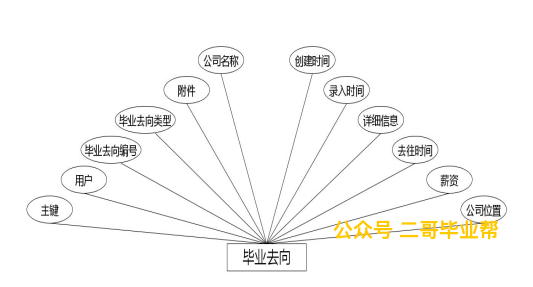 公司名称
创建时间
附件
录入时间
毕业去向类型
详细信息
毕业去向编号
去往时间
用户
薪资
主键
公司位置
公众号 二哥毕业帮
毕业去向